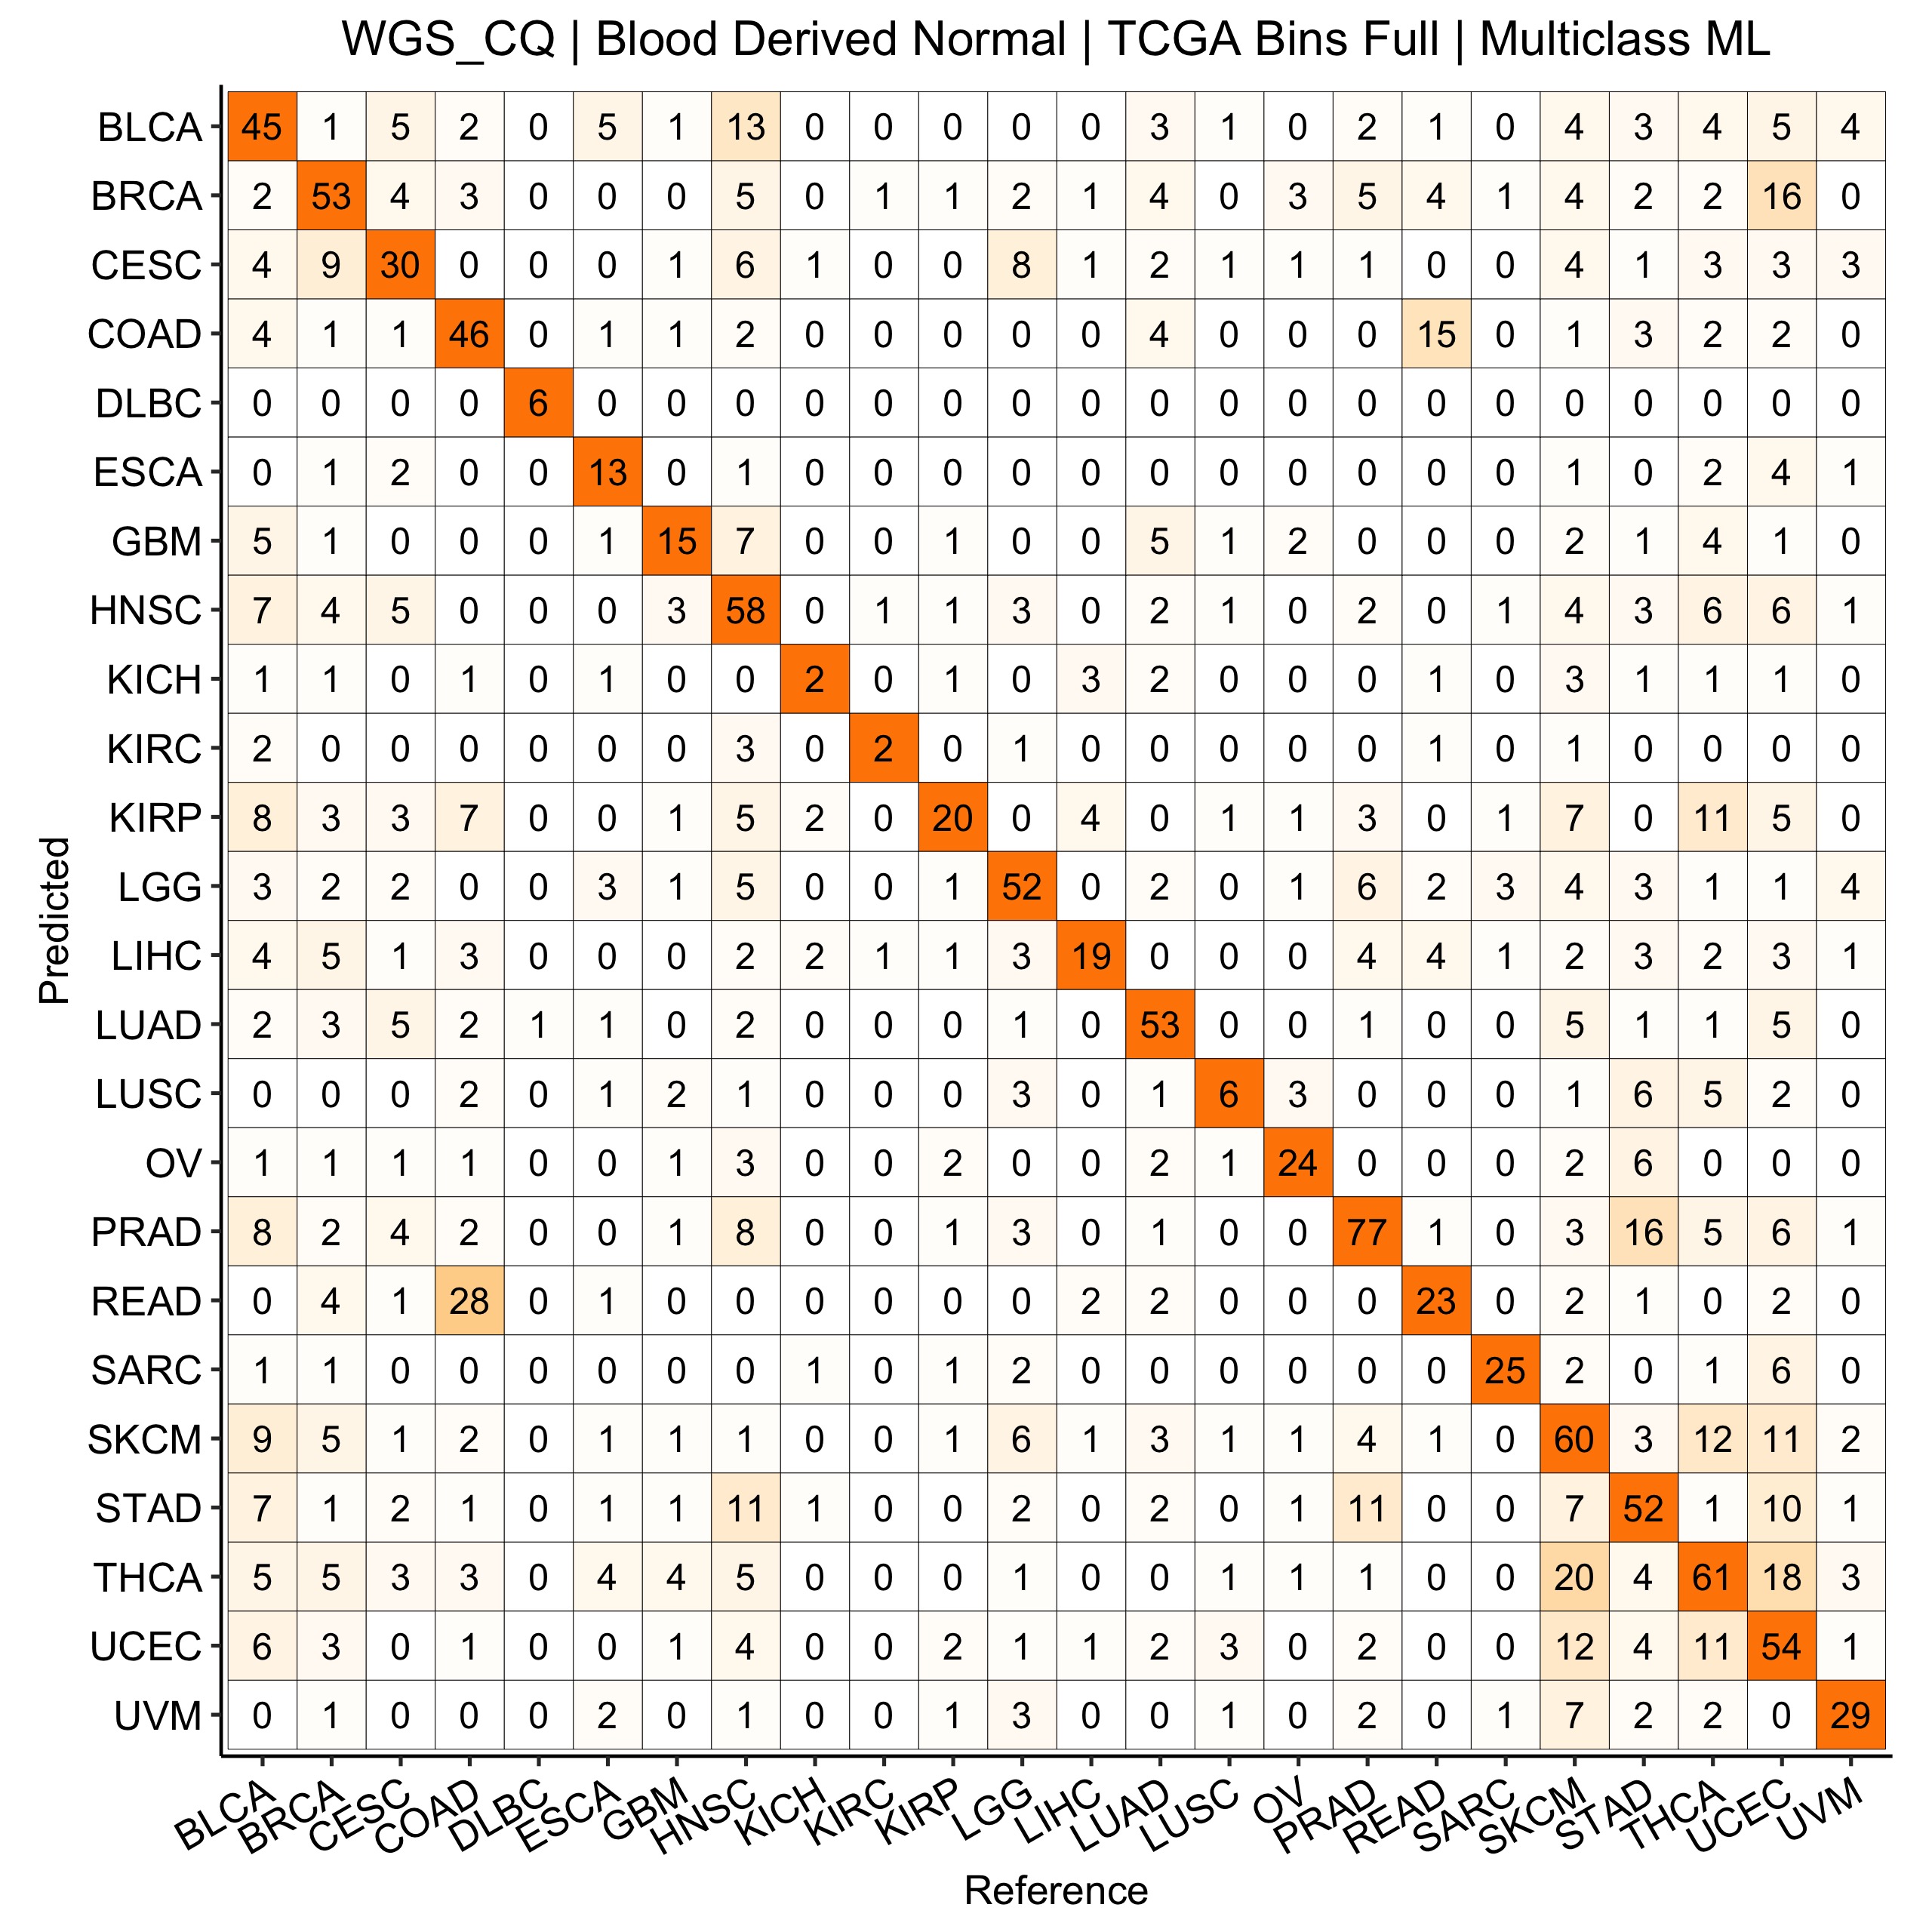 WGS_CQ | Blood Derived Normal | TCGA Bins Full | Multiclass ML
BLCA 45 1 5 2 0 5 1 13 0 0 0 0 0 3 1 0 2 1 0 4 3 4 5 4
BRCA 2 53 4 3 0 0 0 5 0 1 1 2 1 4 0 3 5 4 1 4 2 2 16 0
CESC 4 9 30 0 0 0 1 6 1 0 0 8 1 2 1 1 1 0 0 4 1 3 3 3
COAD 4 1 1 46 0 1 1 2 0 0 0 0 0 4 0 0 0 15 0 1 3 2 2 0
DLBC 0 0 0 0 6 0 0 0 0 0 0 0 0 0 0 0 0 0 0 0 0 0 0 0
ESCA 0 1 2 0 0 13 0 1 0 0 0 0 0 0 0 0 0 0 0 1 0 2 4 1
GBM 5 1 0 0 0 1 15 7 0 0 1 0 0 5 1 2 0 0 0 2 1 4 1 0
HNSC 7 4 5 0 0 0 3 58 0 1 1 3 0 2 1 0 2 0 1 4 3 6 6 1
KICH 1 1 0 1 0 1 0 0 2 0 1 0 3 2 0 0 0 1 0 3 1 1 1 0
KIRC 2 0 0 0 0 0 0 3 0 2 0 1 0 0 0 0 0 1 0 1 0 0 0 0
KIRP 8 3 3 7 0 0 1 5 2 0 20 0 4 0 1 1 3 0 1 7 0 11 5 0
LGG 3 2 2 0 0 3 1 5 0 0 1 52 0 2 0 1 6 2 3 4 3 1 1 4
LIHC 4 5 1 3 0 0 0 2 2 1 1 3 19 0 0 0 4 4 1 2 3 2 3 1
LUAD 2 3 5 2 1 1 0 2 0 0 0 1 0 53 0 0 1 0 0 5 1 1 5 0
LUSC 0 0 0 2 0 1 2 1 0 0 0 3 0 1 6 3 0 0 0 1 6 5 2 0
OV 1 1 1 1 0 0 1 3 0 0 2 0 0 2 1 24 0 0 0 2 6 0 0 0
PRAD 8 2 4 2 0 0 1 8 0 0 1 3 0 1 0 0 77 1 0 3 16 5 6 1
READ 0 4 1 28 0 1 0 0 0 0 0 0 2 2 0 0 0 23 0 2 1 0 2 0
SARC 1 1 0 0 0 0 0 0 1 0 1 2 0 0 0 0 0 0 25 2 0 1 6 0
SKCM 9 5 1 2 0 1 1 1 0 0 1 6 1 3 1 1 4 1 0 60 3 12 11 2
STAD 7 1 2 1 0 1 1 11 1 0 0 2 0 2 0 1 11 0 0 7 52 1 10 1
THCA 5 5 3 3 0 4 4 5 0 0 0 1 0 0 1 1 1 0 0 20 4 61 18 3
UCEC 6 3 0 1 0 0 1 4 0 0 2 1 1 2 3 0 2 0 0 12 4 11 54 1
UVM 0 1 0 0 0 2 0 1 0 0 1 3 0 0 1 0 2 0 1 7 2 2 0 29
BLCA BRCA CESC COAD DLBC ESCA GBM HNSC KICH KIRC KIRP LGG LIHC LUAD LUSC OV PRAD READ SARC SKCM STAD THCA UCEC UVM
Reference
Predicted